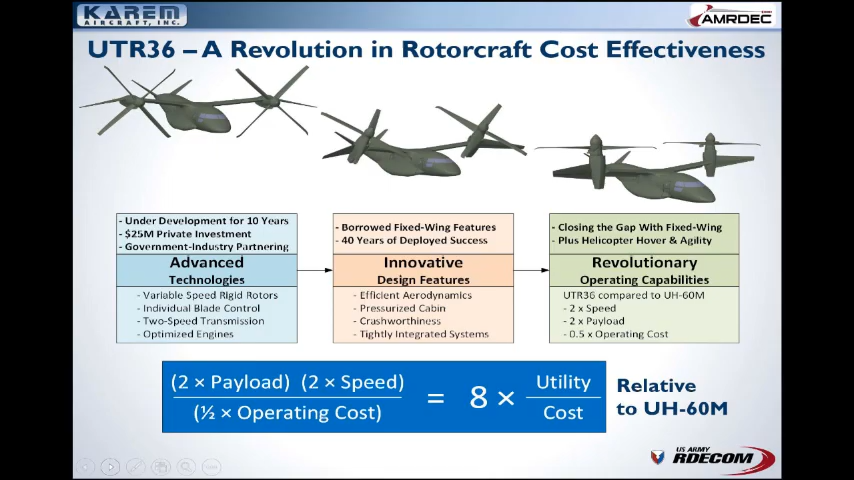 KAREM
AIRCRAFT, INC.
AMRDEC
UTR36 – A Revolution in Rotorcraft Cost Effectiveness
- Under Development for 10 Years
- $25M Private Investment
- Government-Industry Partnering
Advanced
Technologies
- Variable Speed Rigid Rotors
- Individual Blade Control
- Two-Speed Transmission
- Optimized Engines
- Borrowed Fixed-Wing Features
- 40 Years of Deployed Success
Innovative
Design Features
- Efficient Aerodynamics
- Pressurized Cabin
- Crashworthiness
- Tightly Integrated Systems
- Closing the Gap With Fixed-Wing
- Plus Helicopter Hover & Agility
Revolutionary
Operating Capabilities
UTR36 compared to UH-60M
- 2 x Speed
- 2 x Payload
- 0.5 x Operating Cost
(2 × Payload) (2 × Speed)
(½ × Operating Cost)
= 8 ×
Utility
Cost
Relative
to UH-60M
US ARMY
RDECOM